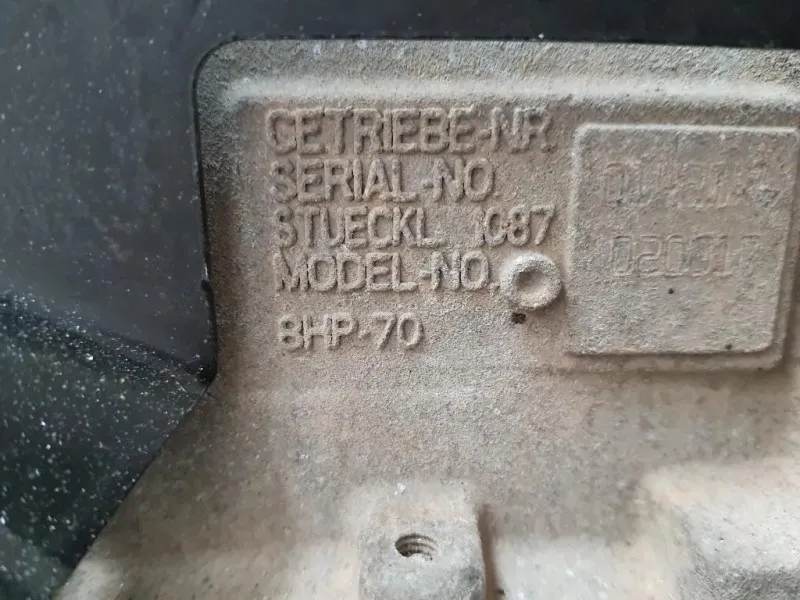 GETRIEBE-NR
SERIAL-NO
STUECKL 1087
MODEL-NO.
8HP-70